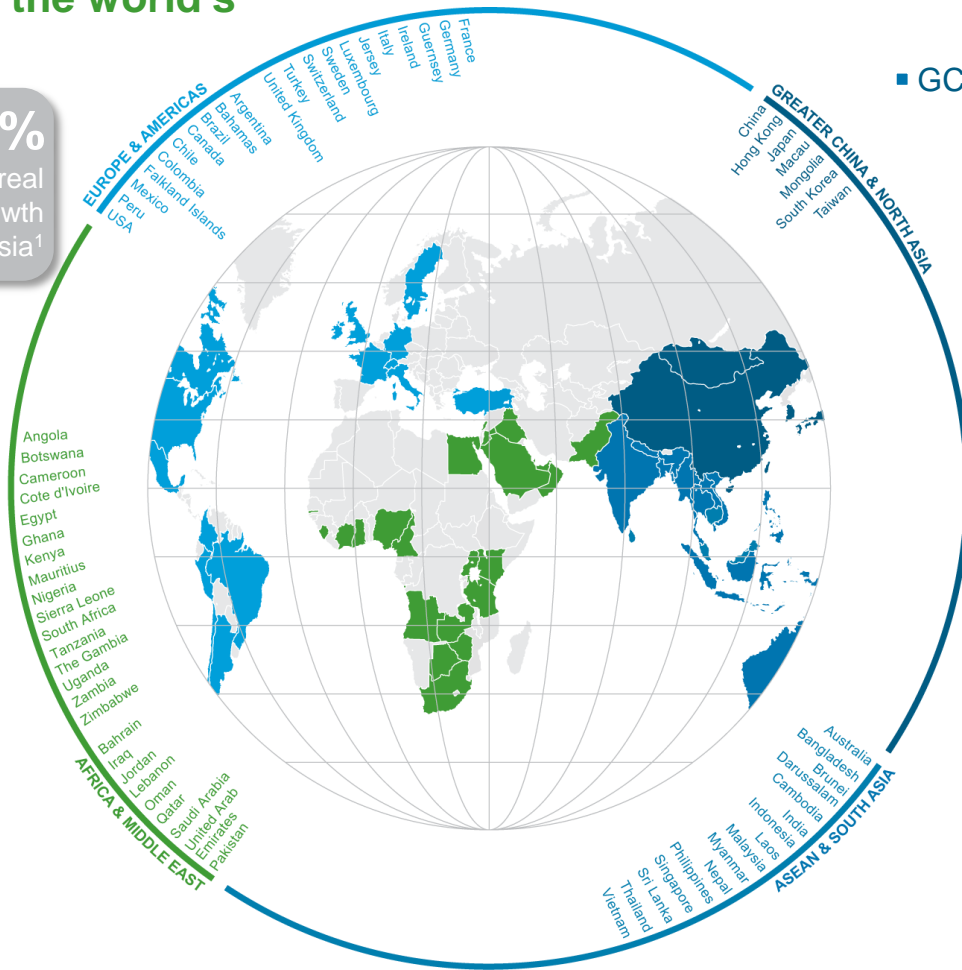 the world's
%
real
wth
sia¹
■ GC
EUROPE & AMERICAS
France
Germany
Guernsey
Ireland
Italy
Jersey
Luxembourg
Sweden
Switzerland
Turkey
United Kingdom
Argentina
Bahamas
Brazil
Canada
Chile
Colombia
Falkland Islands
Mexico
Peru
USA
GREATER CHINA & NORTH ASIA
China
Hong Kong
Japan
Macau
Mongolia
South Korea
Taiwan
Angola
Botswana
Cameroon
Cote d'Ivoire
Egypt
Ghana
Kenya
Mauritius
Nigeria
Sierra Leone
South Africa
Tanzania
The Gambia
Uganda
Zambia
Zimbabwe
Bahrain
Iraq
Jordan
Lebanon
Oman
Qatar
Saudi Arabia
United Arab
Emirates
Pakistan
AFRICA & MIDDLE EAST
Australia
Bangladesh
Brunei
Darussalam
Cambodia
India
Indonesia
Laos
Malaysia
Myanmar
Nepal
Philippines
Singapore
Sri Lanka
Thailand
Vietnam
ASEAN & SOUTH ASIA